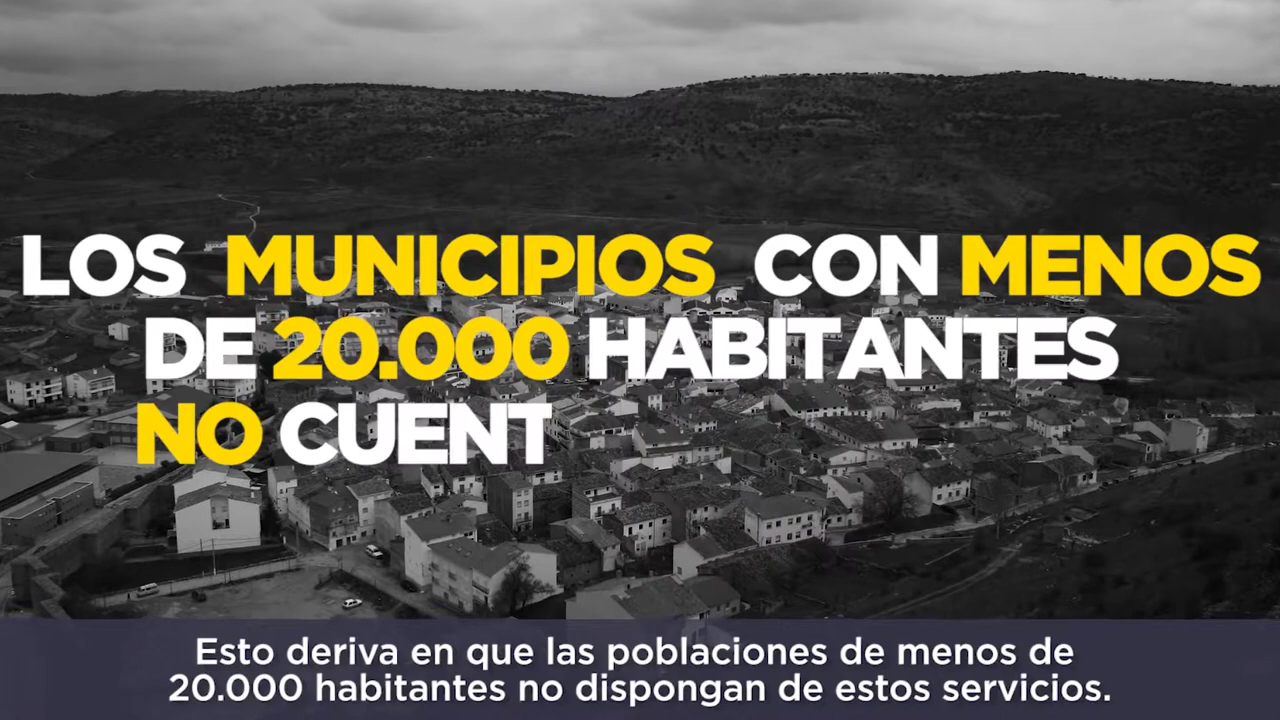 LOS MUNICIPIOS CON MENOS
DE 20.000 HABITANTES
NO CUENT
Esto deriva en que las poblaciones de menos de
20.000 habitantes no dispongan de estos servicios.